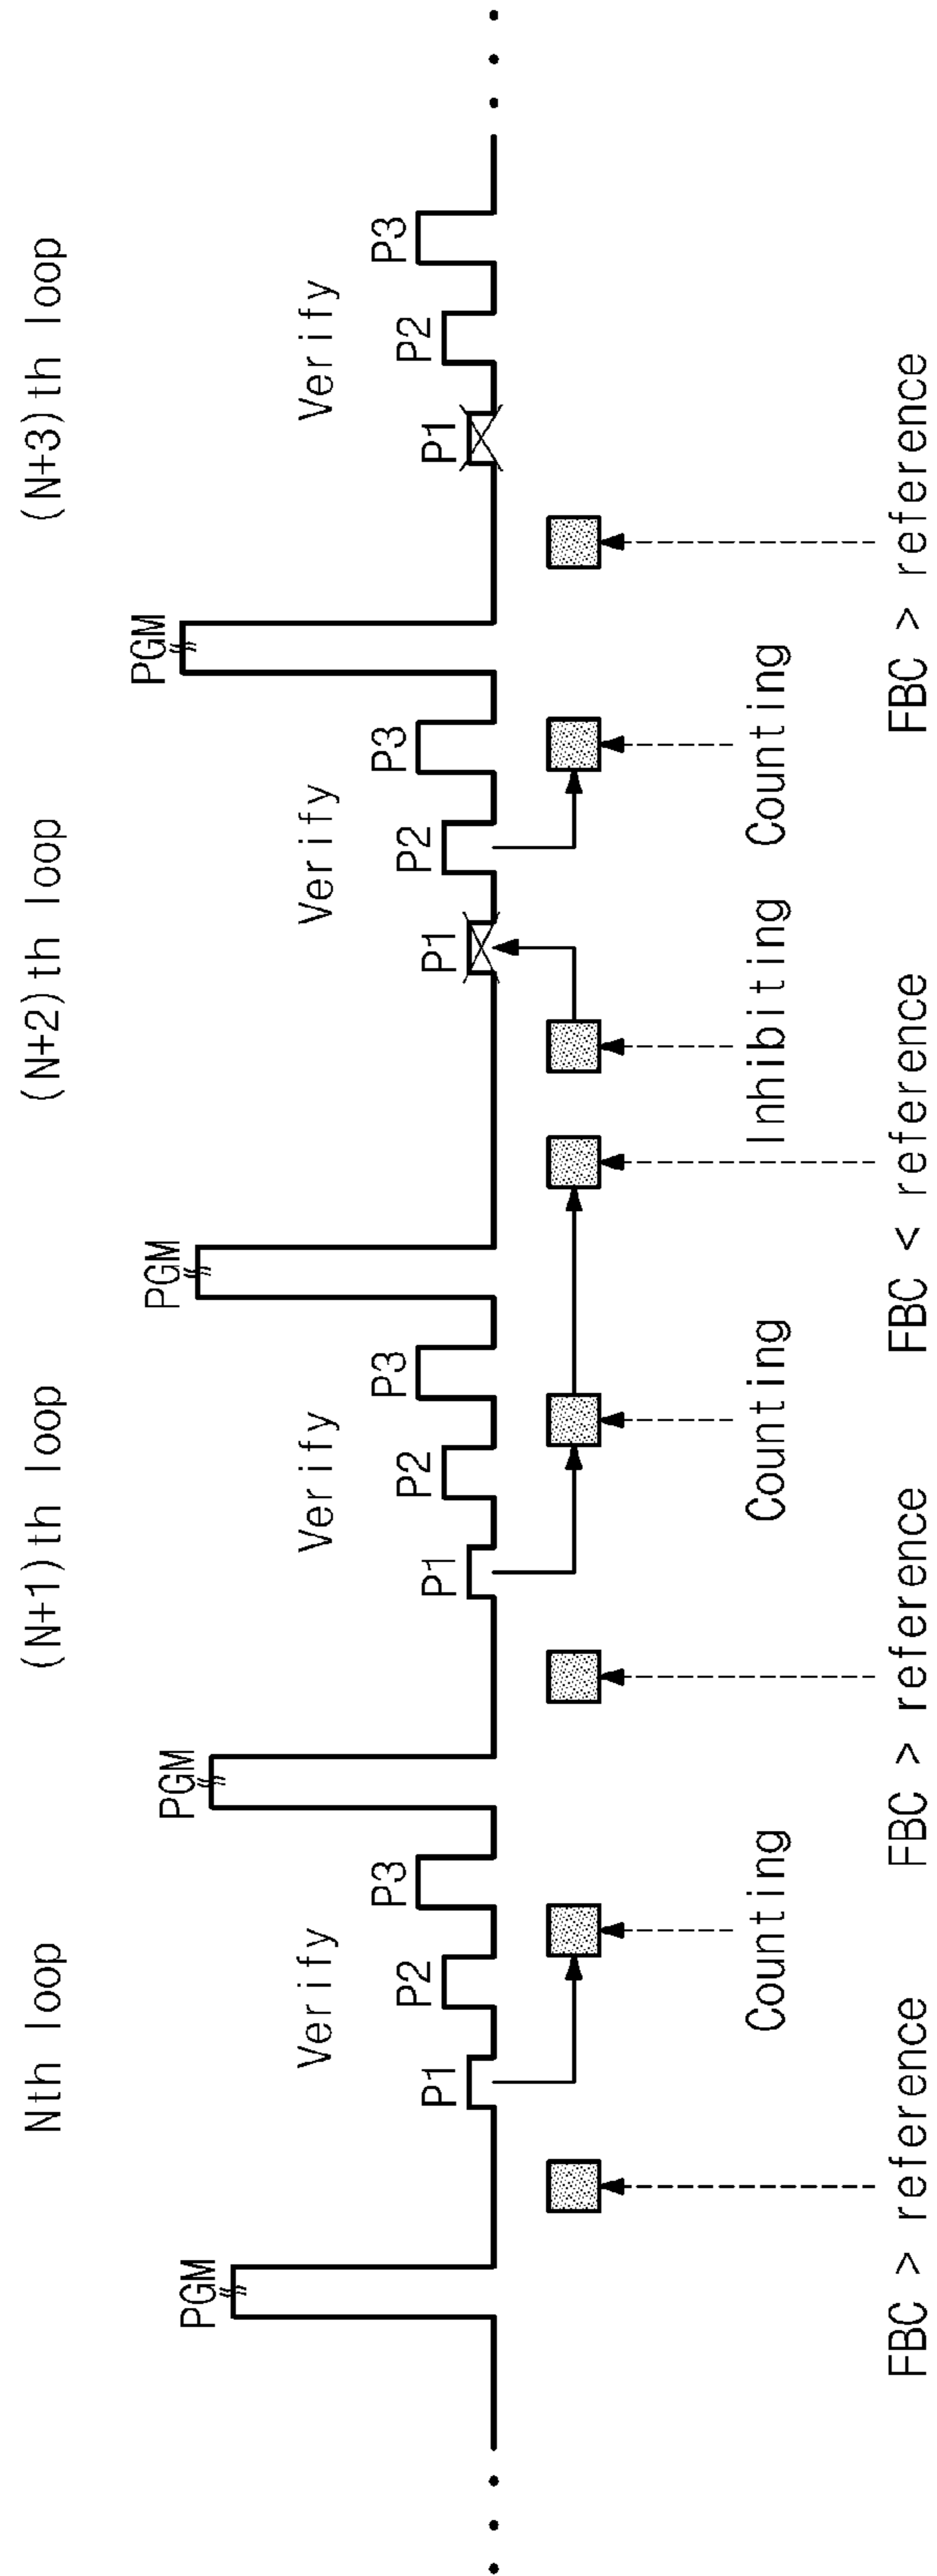 Nth loop
(N+1)th loop
(N+2)th loop
(N+3)th loop
PGM
Verify
P1
P2
P3
PGM
Verify
P1
P2
P3
PGM
Verify
P1
P2
P3
PGM
Verify
P1
P2
P3
Counting
Counting
Inhibiting
Counting
FBC > reference
FBC > reference
FBC < reference
FBC > reference